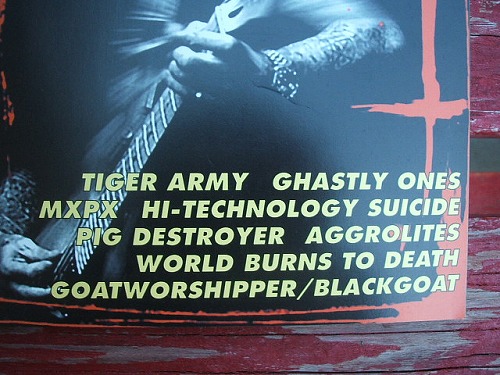 TIGER ARMY GHASTLY ONES
MXPX HI-TECHNOLOGY SUICIDE
PIG DESTROYER AGGROLITES
WORLD BURNS TO DEATH
GOATWORSHIPPER/BLACKGOAT